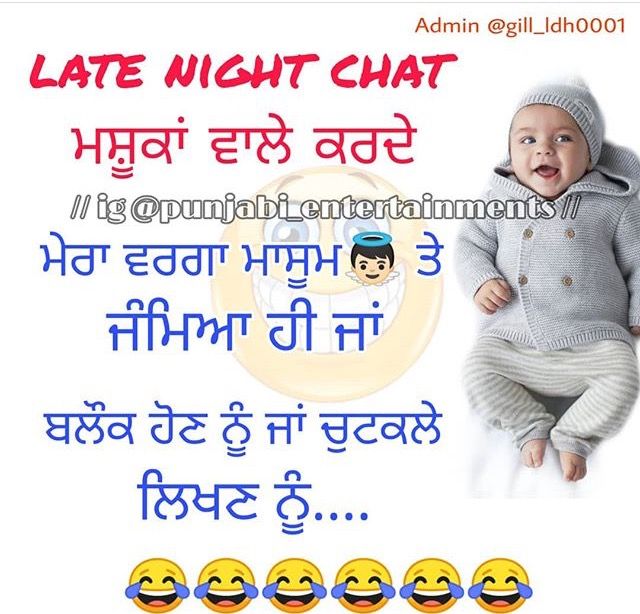 Admin @gill_ldh0001
LATE NIGHT CHAT
ਮਸ਼ੂਕਾਂ ਵਾਲੇ ਕਰਦੇ
// ig @punjabi_entertainments //
ਮੇਰਾ ਵਰਗਾ ਮਾਸੂਮ👼🏻 ਤੇ
ਜੰਮਿਆ ਹੀ ਜਾਂ
ਬਲੌਕ ਹੋਣ ਨੂੰ ਜਾਂ ਚੁਟਕਲੇ
ਲਿਖਣ ਨੂੰ....
😂😂😂😂😂😂